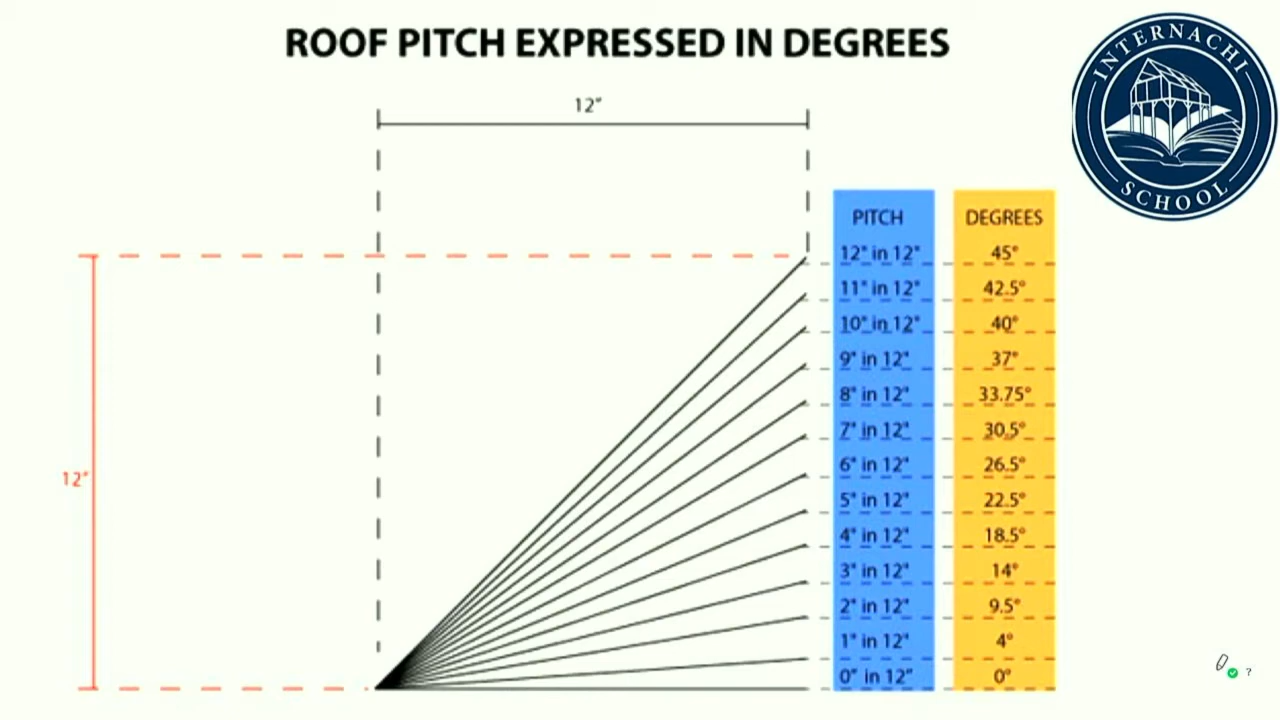 ROOF PITCH EXPRESSED IN DEGREES
INTERNACHI
SCHOOL
12"
12"
PITCH DEGREES
12" in 12" 45°
11" in 12" 42.5°
10" in 12" 40°
9" in 12" 37°
8" in 12" 33.75°
7" in 12" 30.5°
6" in 12" 26.5°
5" in 12" 22.5°
4" in 12" 18.5°
3" in 12" 14°
2" in 12" 9.5°
1" in 12" 4°
0" in 12" 0°
?